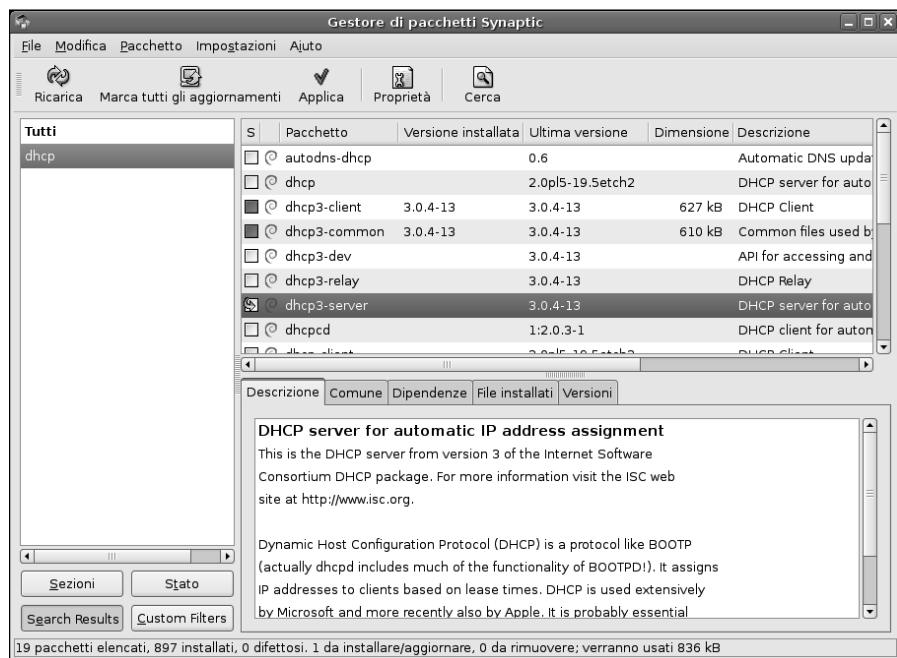 Gestore di pacchetti Synaptic
File Modifica Pacchetto Impostazioni Aiuto
Ricarica Marca tutti gli aggiornamenti Applica Proprietà Cerca
Tutti
dhcp
S Pacchetto Versione installata Ultima versione Dimensione Descrizione
autodns-dhcp 0.6 Automatic DNS upda
dhcp 2.0pl5-19.5etch2 DHCP server for auto
dhcp3-client 3.0.4-13 3.0.4-13 627 kB DHCP Client
dhcp3-common 3.0.4-13 3.0.4-13 610 kB Common files used by
dhcp3-dev 3.0.4-13 API for accessing and
dhcp3-relay 3.0.4-13 DHCP Relay
dhcp3-server 3.0.4-13 DHCP server for auto
dhcpcd 1:2.0.3-1 DHCP client for autom
dhcp-client 2.0pl5-19.5etch2 DHCP Client
Descrizione Comune Dipendenze File installati Versioni
DHCP server for automatic IP address assignment
This is the DHCP server from version 3 of the Internet Software
Consortium DHCP package. For more information visit the ISC web
site at http://www.isc.org.
Dynamic Host Configuration Protocol (DHCP) is a protocol like BOOTP
(actually dhcpd includes much of the functionality of BOOTPD!). It assigns
IP addresses to clients based on lease times. DHCP is used extensively
by Microsoft and more recently also by Apple. It is probably essential
Sezioni Stato
Search Results Custom Filters
19 pacchetti elencati, 897 installati, 0 difettosi. 1 da installare/aggiornare, 0 da rimuovere; verranno usati 836 kB